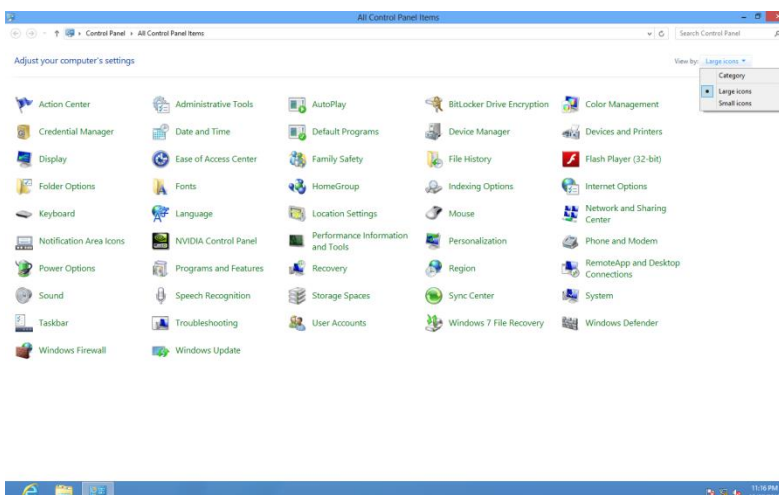 All Control Panel Items
Control Panel
All Control Panel Items
Search Control Panel
Adjust your computer's settings
View by: Large icons
Category
Large icons
Small icons
Action Center
Administrative Tools
AutoPlay
BitLocker Drive Encryption
Color Management
Credential Manager
Date and Time
Default Programs
Device Manager
Devices and Printers
Display
Ease of Access Center
Family Safety
File History
Flash Player (32-bit)
Folder Options
Fonts
HomeGroup
Indexing Options
Internet Options
Keyboard
Language
Location Settings
Mouse
Network and Sharing
Center
Notification Area Icons
NVIDIA Control Panel
Performance Information
and Tools
Personalization
Phone and Modem
Power Options
Programs and Features
Recovery
Region
RemoteApp and Desktop
Connections
Sound
Speech Recognition
Storage Spaces
Sync Center
System
Taskbar
Troubleshooting
User Accounts
Windows 7 File Recovery
Windows Defender
Windows Firewall
Windows Update
11:16 PM